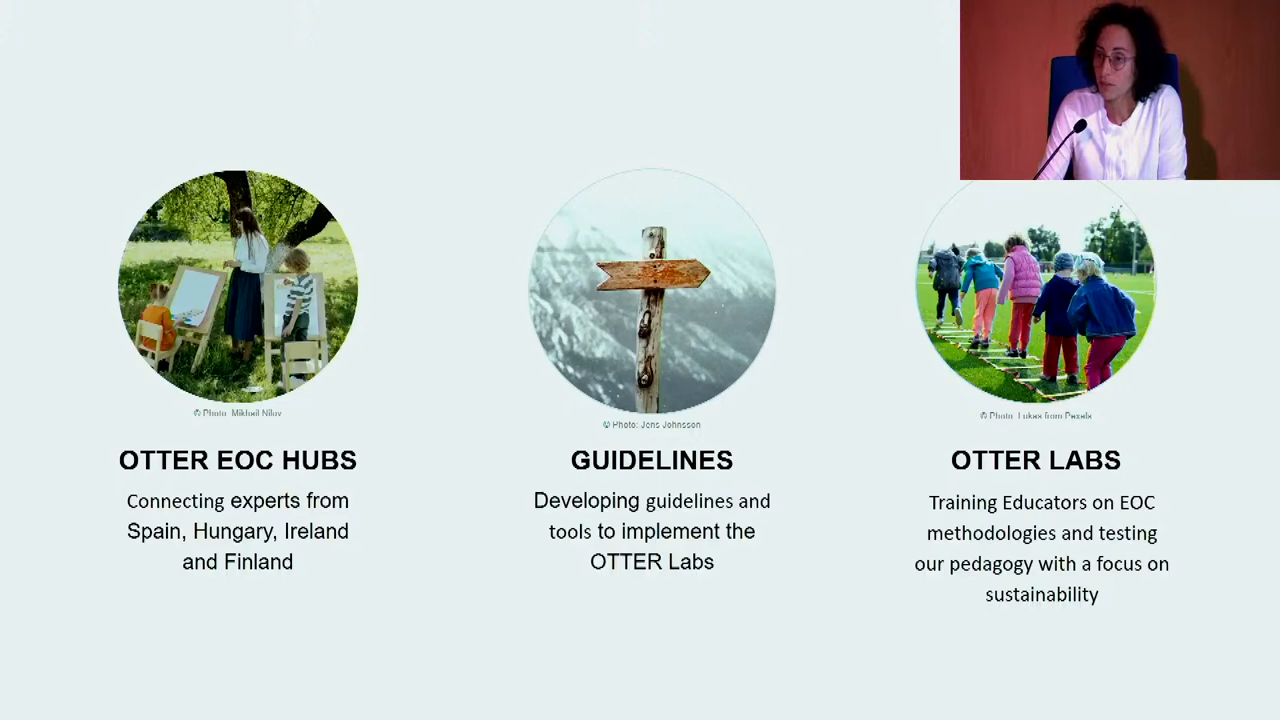 © Photo: Mikhail Nilov
OTTER EOC HUBS
Connecting experts from
Spain, Hungary, Ireland
and Finland
© Photo: Jens Johnsson
GUIDELINES
Developing guidelines and
tools to implement the
OTTER Labs
© Photo: Lukas from Pexels
OTTER LABS
Training Educators on EOC
methodologies and testing
our pedagogy with a focus on
sustainability